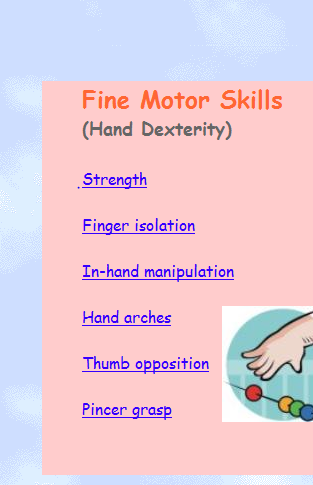 Fine Motor Skills
(Hand Dexterity)
Strength
Finger isolation
In-hand manipulation
Hand arches
Thumb opposition
Pincer grasp